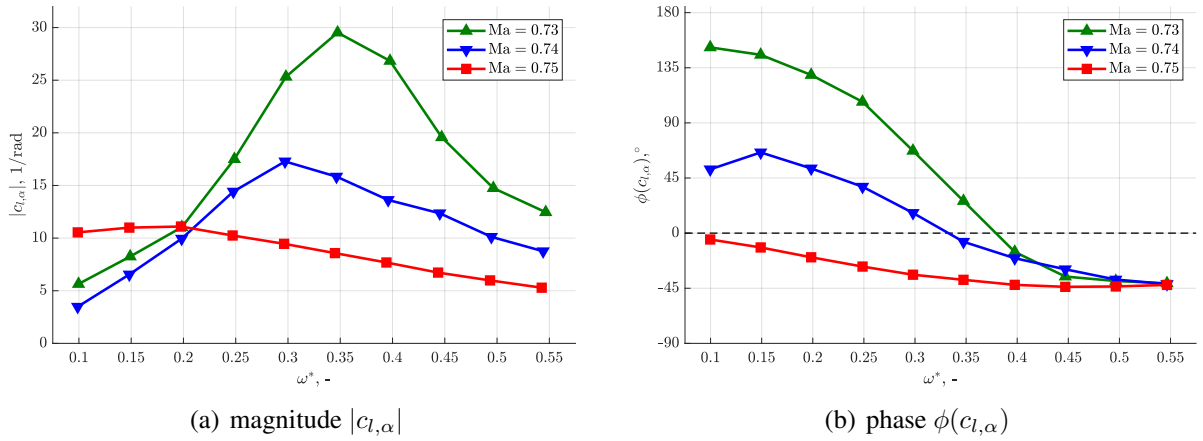 30
25
20
15
10
5
0
|c_{l,α}|, 1/rad
Ma = 0.73
Ma = 0.74
Ma = 0.75
0.1 0.15 0.2 0.25 0.3 0.35 0.4 0.45 0.5 0.55
ω*, -
(a) magnitude |c_{l,α}|
180
135
90
45
0
-45
-90
ϕ(c_{l,α}),°
Ma = 0.73
Ma = 0.74
Ma = 0.75
0.1 0.15 0.2 0.25 0.3 0.35 0.4 0.45 0.5 0.55
ω*, -
(b) phase ϕ(c_{l,α})